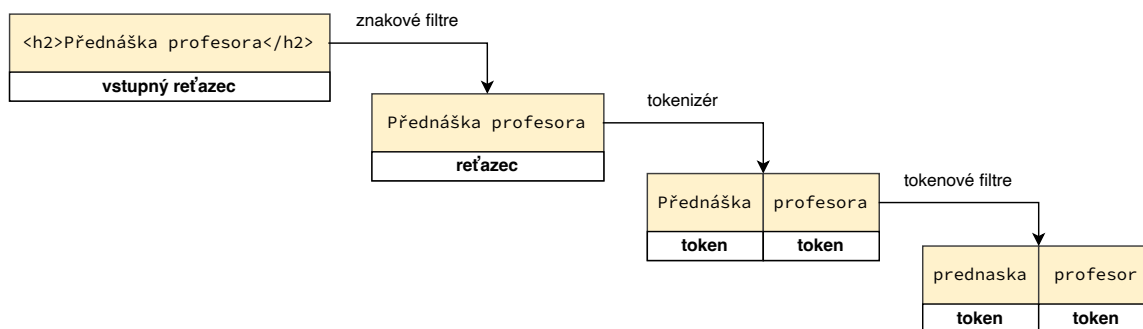 znakové filtre
<h2>Přednáška profesora</h2>
vstupný reťazec
tokenizér
Přednáška profesora
reťazec
tokenové filtre
Přednáška profesora
token token
prednaska profesor
token token